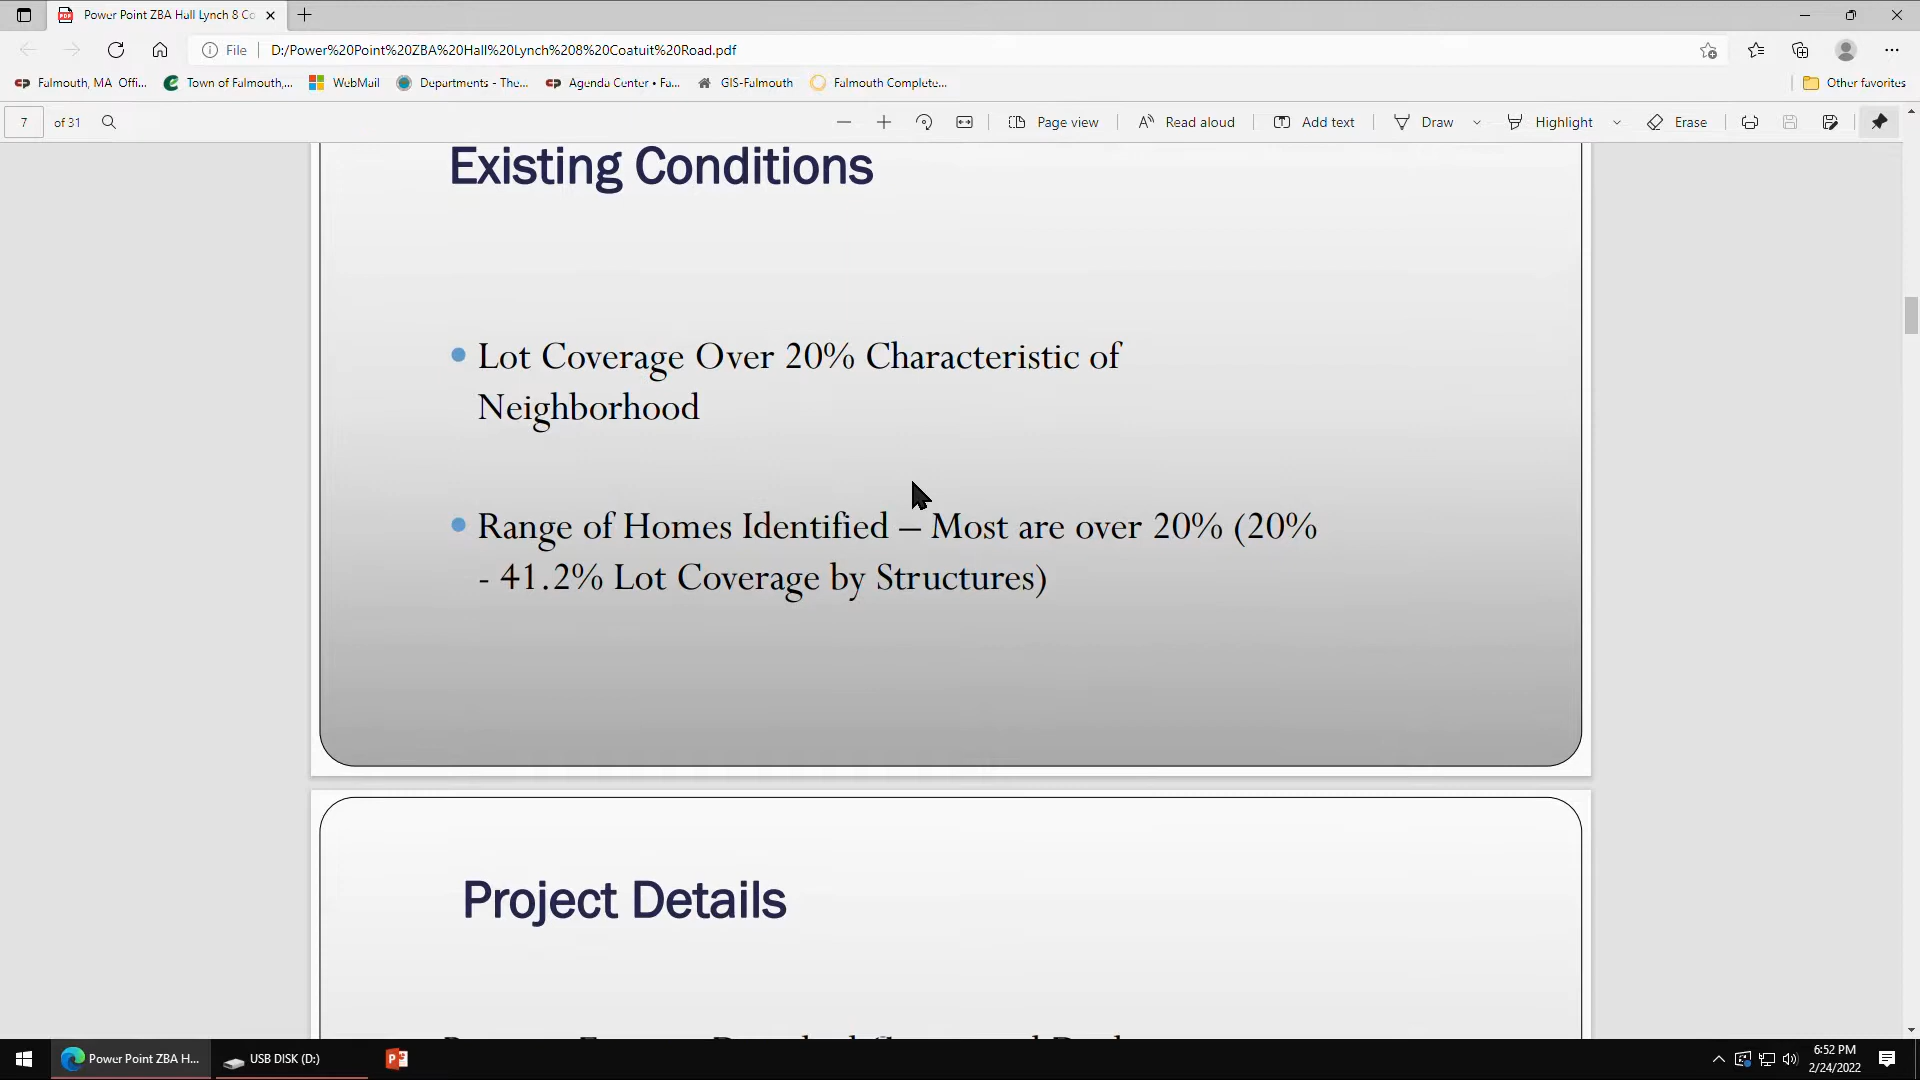 Power Point ZBA Hall Lynch 8 Co
File
D:/Power%20Point%20ZBA%20Hall%20Lynch%208%20Coatuit%20Road.pdf
Falmouth, MA Offi...
Town of Falmouth,...
WebMail
Departments - The...
Agenda Center • Fa...
GIS-Falmouth
Falmouth Complete...
Other favorites
7 of 31
Page view
Read aloud
Add text
Draw
Highlight
Erase
Existing Conditions
Lot Coverage Over 20% Characteristic of
Neighborhood
Range of Homes Identified – Most are over 20% (20%
- 41.2% Lot Coverage by Structures)
Project Details
Power Point ZBA H...
USB DISK (D:)
6:52 PM
2/24/2022